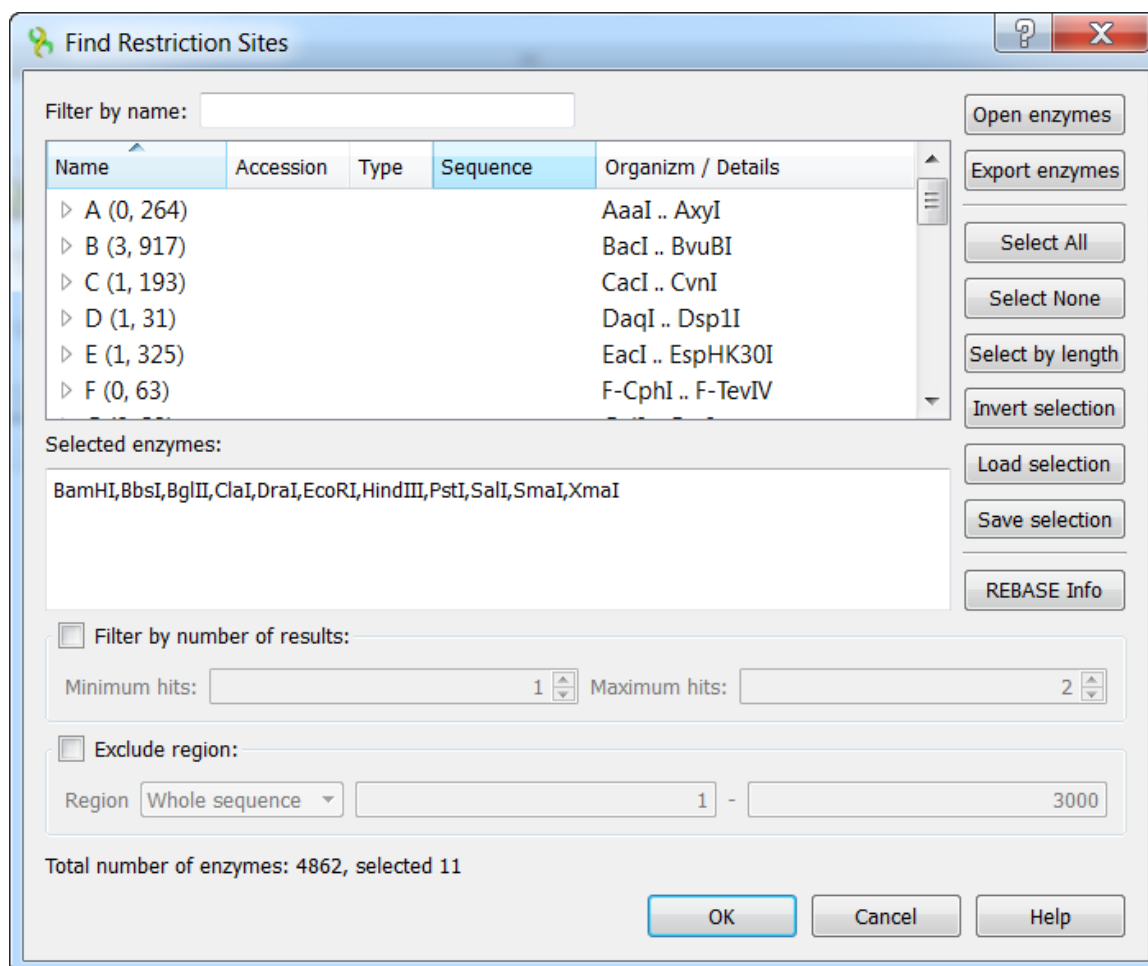 Find Restriction Sites
Filter by name:
Open enzymes
Name Accession Type Sequence Organizm / Details
Export enzymes
A (0, 264) AaaI .. AxyI
B (3, 917) BacI .. BvuBI
Select All
C (1, 193) CacI .. CvnI
Select None
D (1, 31) DaqI .. Dsp1I
E (1, 325) EacI .. EspHK30I
Select by length
F (0, 63) F-CphI .. F-TevIV
Invert selection
Selected enzymes:
Load selection
BamHI,BbsI,BglII,ClaI,DraI,EcoRI,HindIII,PstI,SalI,SmaI,XmaI
Save selection
REBASE Info
Filter by number of results:
Minimum hits: 1 Maximum hits: 2
Exclude region:
Region Whole sequence 1 - 3000
Total number of enzymes: 4862, selected 11
OK Cancel Help